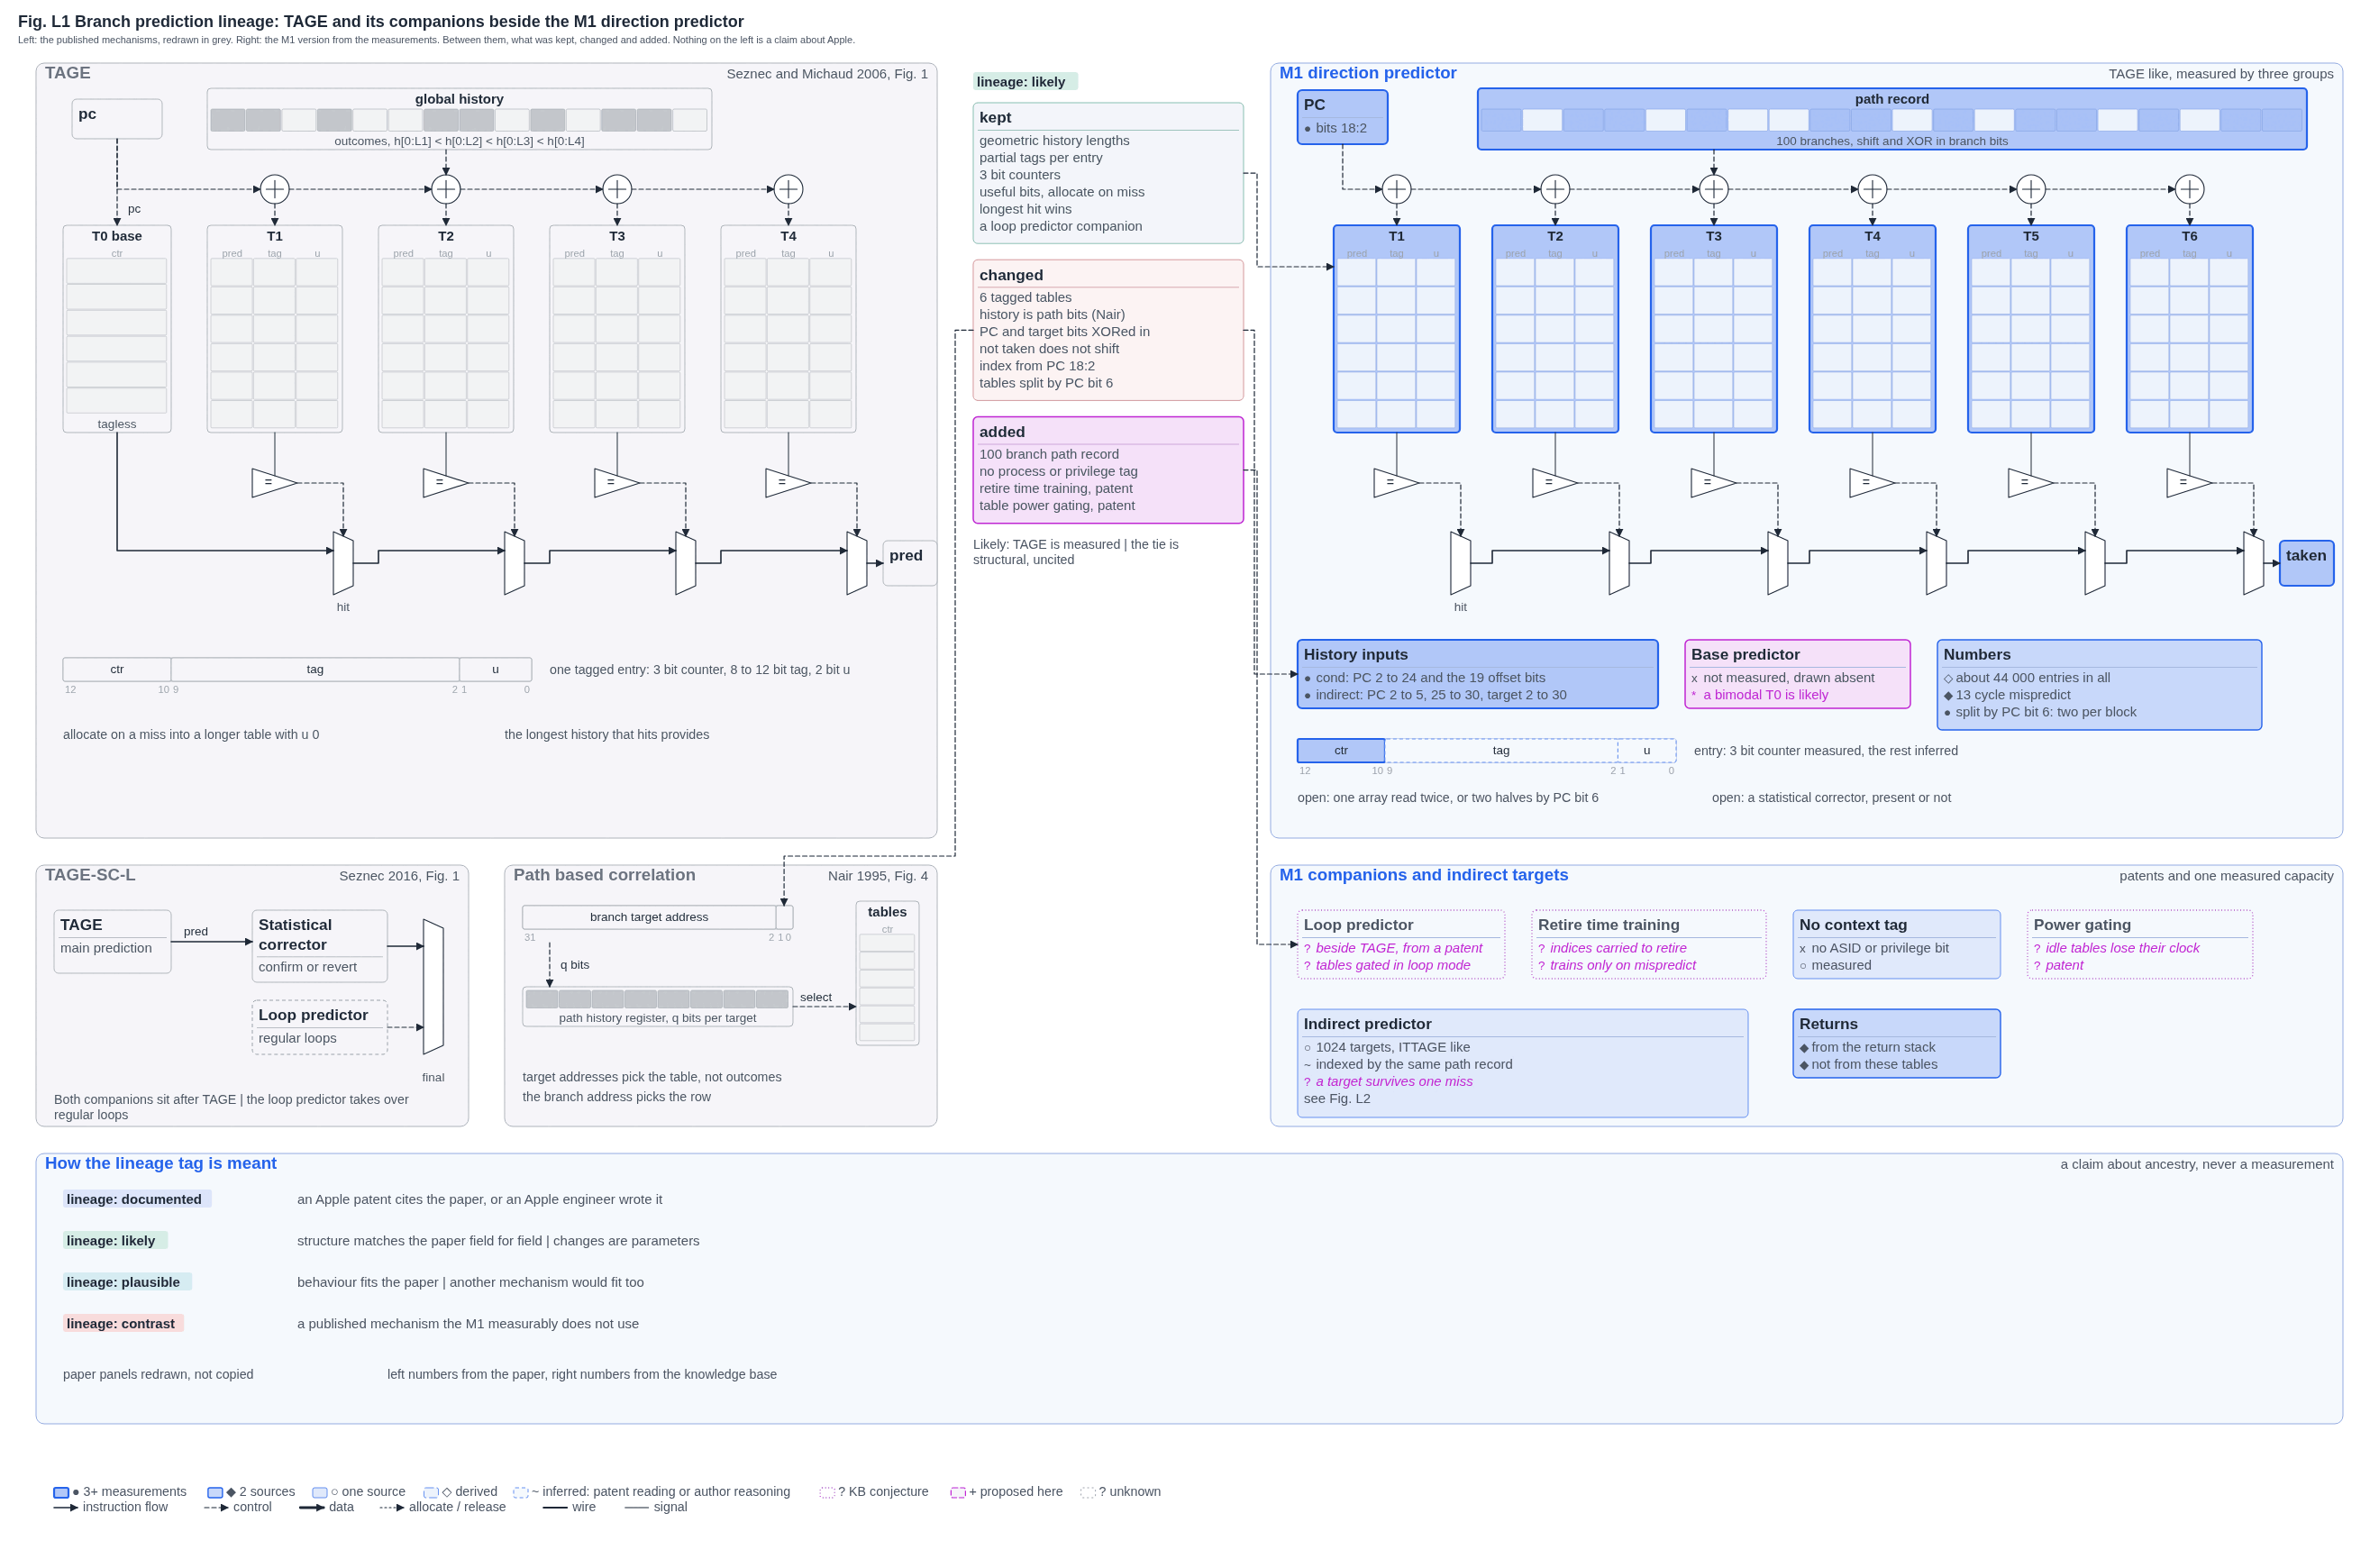 Fig. L1 Branch prediction lineage: TAGE and its companions beside the M1 direction predictor
Left: the published mechanisms, redrawn in grey. Right: the M1 version from the measurements. Between them, what was kept, changed and added. Nothing on the left is a claim about Apple.
TAGE
Seznec and Michaud 2006, Fig. 1
pc
global history
outcomes, h[0:L1] < h[0:L2] < h[0:L3] < h[0:L4]
pc
T0 base
ctr
tagless
T1
pred tag u
T2
pred tag u
T3
pred tag u
T4
pred tag u
=
=
=
=
hit
pred
ctr
tag
u
12
10 9
2 1
0
one tagged entry: 3 bit counter, 8 to 12 bit tag, 2 bit u
allocate on a miss into a longer table with u 0
the longest history that hits provides
lineage: likely
kept
geometric history lengths
partial tags per entry
3 bit counters
useful bits, allocate on miss
longest hit wins
a loop predictor companion
changed
6 tagged tables
history is path bits (Nair)
PC and target bits XORed in
not taken does not shift
index from PC 18:2
tables split by PC bit 6
added
100 branch path record
no process or privilege tag
retire time training, patent
table power gating, patent
Likely: TAGE is measured | the tie is
structural, uncited
M1 direction predictor
TAGE like, measured by three groups
PC
● bits 18:2
path record
100 branches, shift and XOR in branch bits
T1
pred tag u
T2
pred tag u
T3
pred tag u
T4
pred tag u
T5
pred tag u
T6
pred tag u
=
=
=
=
=
=
hit
taken
History inputs
● cond: PC 2 to 24 and the 19 offset bits
● indirect: PC 2 to 5, 25 to 30, target 2 to 30
Base predictor
x not measured, drawn absent
* a bimodal T0 is likely
Numbers
◇ about 44 000 entries in all
◆ 13 cycle mispredict
● split by PC bit 6: two per block
ctr
tag
u
12
10 9
2 1
0
entry: 3 bit counter measured, the rest inferred
open: one array read twice, or two halves by PC bit 6
open: a statistical corrector, present or not
TAGE-SC-L
Seznec 2016, Fig. 1
TAGE
main prediction
pred
Statistical
corrector
confirm or revert
Loop predictor
regular loops
final
Both companions sit after TAGE | the loop predictor takes over
regular loops
Path based correlation
Nair 1995, Fig. 4
branch target address
31
2 1 0
q bits
path history register, q bits per target
select
tables
ctr
target addresses pick the table, not outcomes
the branch address picks the row
M1 companions and indirect targets
patents and one measured capacity
Loop predictor
? beside TAGE, from a patent
? tables gated in loop mode
Retire time training
? indices carried to retire
? trains only on mispredict
No context tag
x no ASID or privilege bit
○ measured
Power gating
? idle tables lose their clock
? patent
Indirect predictor
○ 1024 targets, ITTAGE like
~ indexed by the same path record
? a target survives one miss
see Fig. L2
Returns
◆ from the return stack
◆ not from these tables
How the lineage tag is meant
a claim about ancestry, never a measurement
lineage: documented
an Apple patent cites the paper, or an Apple engineer wrote it
lineage: likely
structure matches the paper field for field | changes are parameters
lineage: plausible
behaviour fits the paper | another mechanism would fit too
lineage: contrast
a published mechanism the M1 measurably does not use
paper panels redrawn, not copied
left numbers from the paper, right numbers from the knowledge base
● 3+ measurements ◆ 2 sources ○ one source ◇ derived ~ inferred: patent reading or author reasoning ? KB conjecture + proposed here ? unknown
instruction flow control data allocate / release wire signal